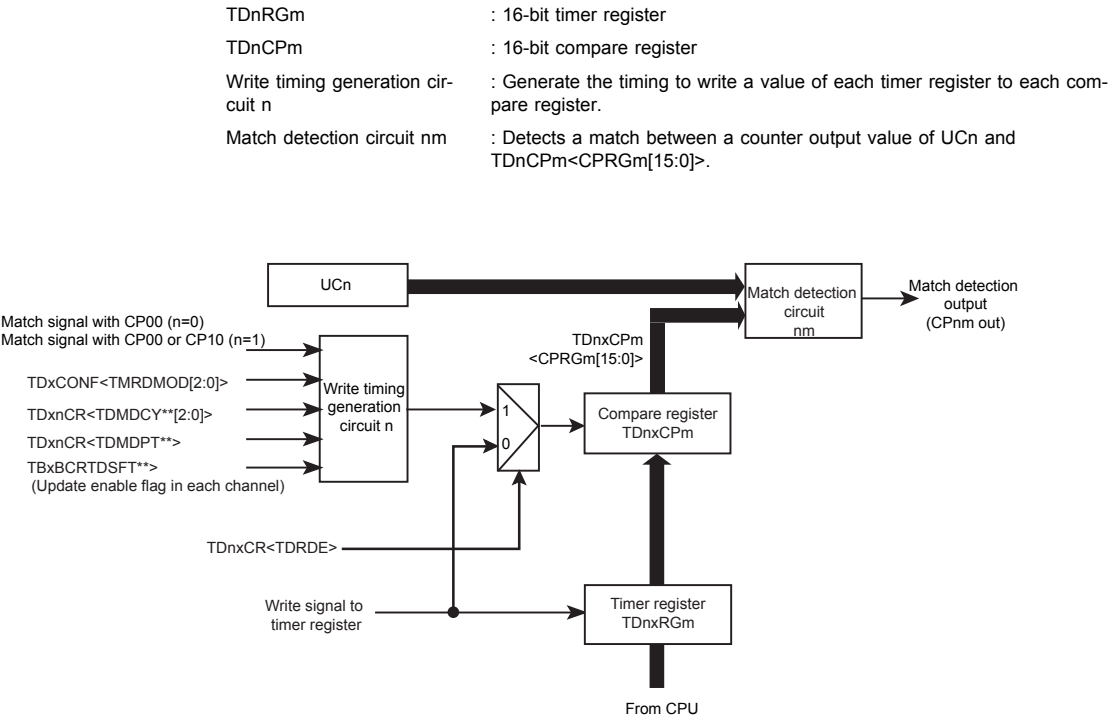 TDnRGm : 16-bit timer register
TDnCPm : 16-bit compare register
Write timing generation cir- : Generate the timing to write a value of each timer register to each com-
cuit n pare register.
Match detection circuit nm : Detects a match between a counter output value of UCn and
TDnCPm<CPRGm[15:0]>.
UCn
Match detection
circuit
nm
Match detection
output
(CPnm out)
Match signal with CP00 (n=0)
Match signal with CP00 or CP10 (n=1)
TDnxCPm
<CPRGm[15:0]>
TDxCONF<TMRDMOD[2:0]>
TDxnCR<TDMDCY**[2:0]>
TDxnCR<TDMDPT**>
TBxBCRTDSFT**>
(Update enable flag in each channel)
Write timing
generation
circuit n
1
0
Compare register
TDnxCPm
TDnxCR<TDRDE>
Write signal to
timer register
Timer register
TDnxRGm
From CPU